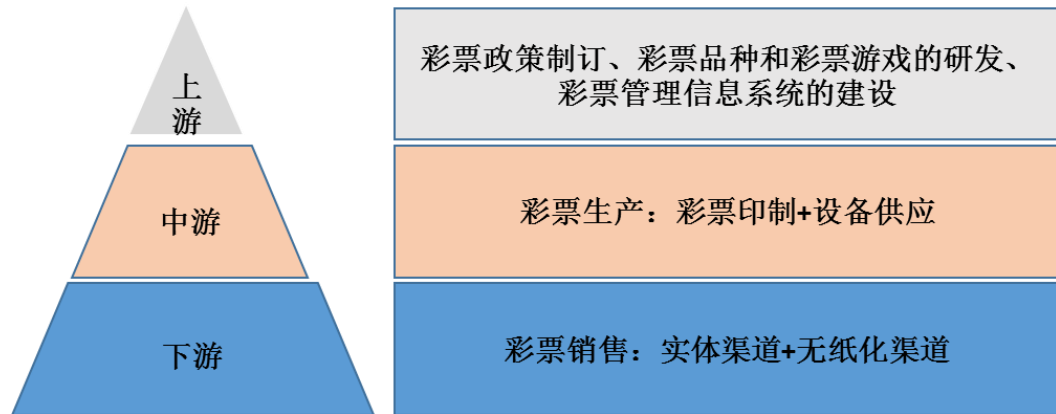 上
游
彩票政策制订、彩票品种和彩票游戏的研发、
彩票管理信息系统的建设
中游
彩票生产：彩票印制+设备供应
下游
彩票销售：实体渠道+无纸化渠道